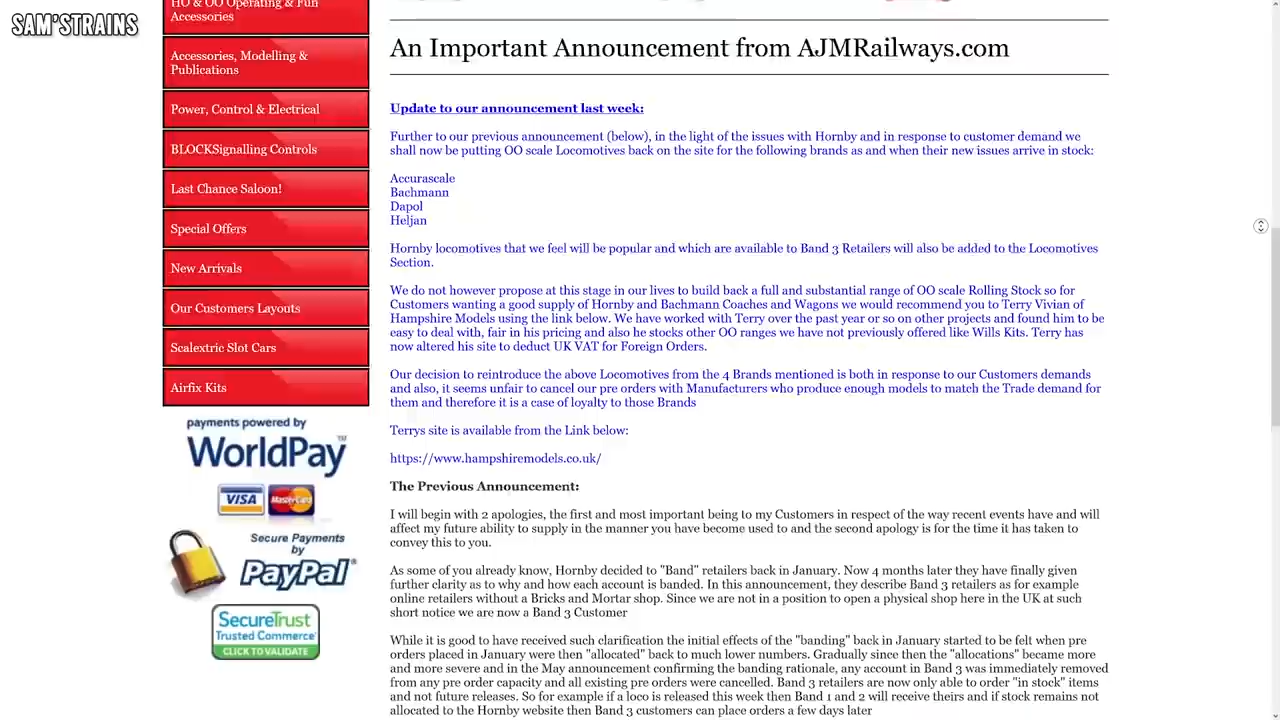 SAM'STRAINS
HO & OO Operating & Fun
Accessories
Accessories, Modelling &
Publications
Power, Control & Electrical
BLOCKSignalling Controls
Last Chance Saloon!
Special Offers
New Arrivals
Our Customers Layouts
Scalextric Slot Cars
Airfix Kits
payments powered by
WorldPay
TM
VISA
MasterCard
Secure Payments
by
PayPal
SecureTrust
Trusted Commerce
CLICK TO VALIDATE
An Important Announcement from AJMRailways.com
Update to our announcement last week:
Further to our previous announcement (below), in the light of the issues with Hornby and in response to customer demand we
shall now be putting OO scale Locomotives back on the site for the following brands as and when their new issues arrive in stock:
Accurascale
Bachmann
Dapol
Heljan
Hornby locomotives that we feel will be popular and which are available to Band 3 Retailers will also be added to the Locomotives
Section.
We do not however propose at this stage in our lives to build back a full and substantial range of OO scale Rolling Stock so for
Customers wanting a good supply of Hornby and Bachmann Coaches and Wagons we would recommend you to Terry Vivian of
Hampshire Models using the link below. We have worked with Terry over the past year or so on other projects and found him to be
easy to deal with, fair in his pricing and also he stocks other OO ranges we have not previously offered like Wills Kits. Terry has
now altered his site to deduct UK VAT for Foreign Orders.
Our decision to reintroduce the above Locomotives from the 4 Brands mentioned is both in response to our Customers demands
and also, it seems unfair to cancel our pre orders with Manufacturers who produce enough models to match the Trade demand for
them and therefore it is a case of loyalty to those Brands
Terrys site is available from the Link below:
https://www.hampshiremodels.co.uk/
The Previous Announcement:
I will begin with 2 apologies, the first and most important being to my Customers in respect of the way recent events have and will
affect my future ability to supply in the manner you have become used to and the second apology is for the time it has taken to
convey this to you.
As some of you already know, Hornby decided to "Band" retailers back in January. Now 4 months later they have finally given
further clarity as to why and how each account is banded. In this announcement, they describe Band 3 retailers as for example
online retailers without a Bricks and Mortar shop. Since we are not in a position to open a physical shop here in the UK at such
short notice we are now a Band 3 Customer
While it is good to have received such clarification the initial effects of the "banding" back in January started to be felt when pre
orders placed in January were then "allocated" back to much lower numbers. Gradually since then the "allocations" became more
and more severe and in the May announcement confirming the banding rationale, any account in Band 3 was immediately removed
from any pre order capacity and all existing pre orders were cancelled. Band 3 retailers are now only able to order "in stock" items
and not future releases. So for example if a loco is released this week then Band 1 and 2 will receive theirs and if stock remains not
allocated to the Hornby website then Band 3 customers can place orders a few days later